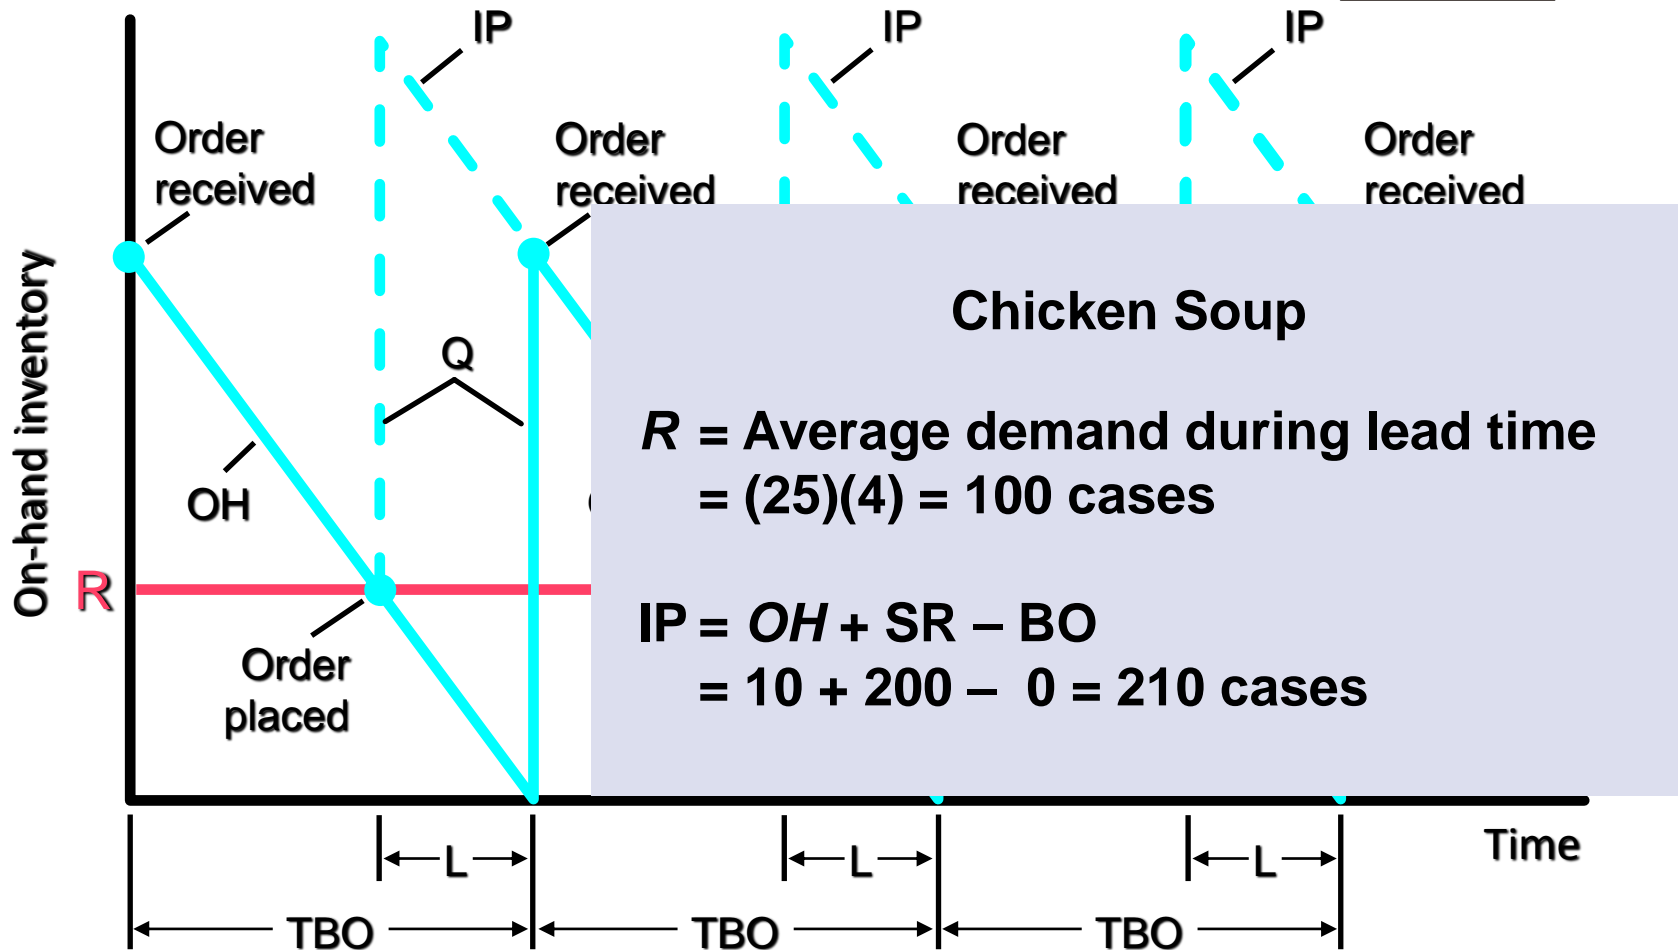 IP
IP
IP
Order
received
Order
received
Order
received
Order
received
On-hand inventory
Q
OH
R
Order
placed
Chicken Soup
R = Average demand during lead time
= (25)(4) = 100 cases
IP = OH + SR – BO
= 10 + 200 – 0 = 210 cases
L
L
L
Time
TBO
TBO
TBO